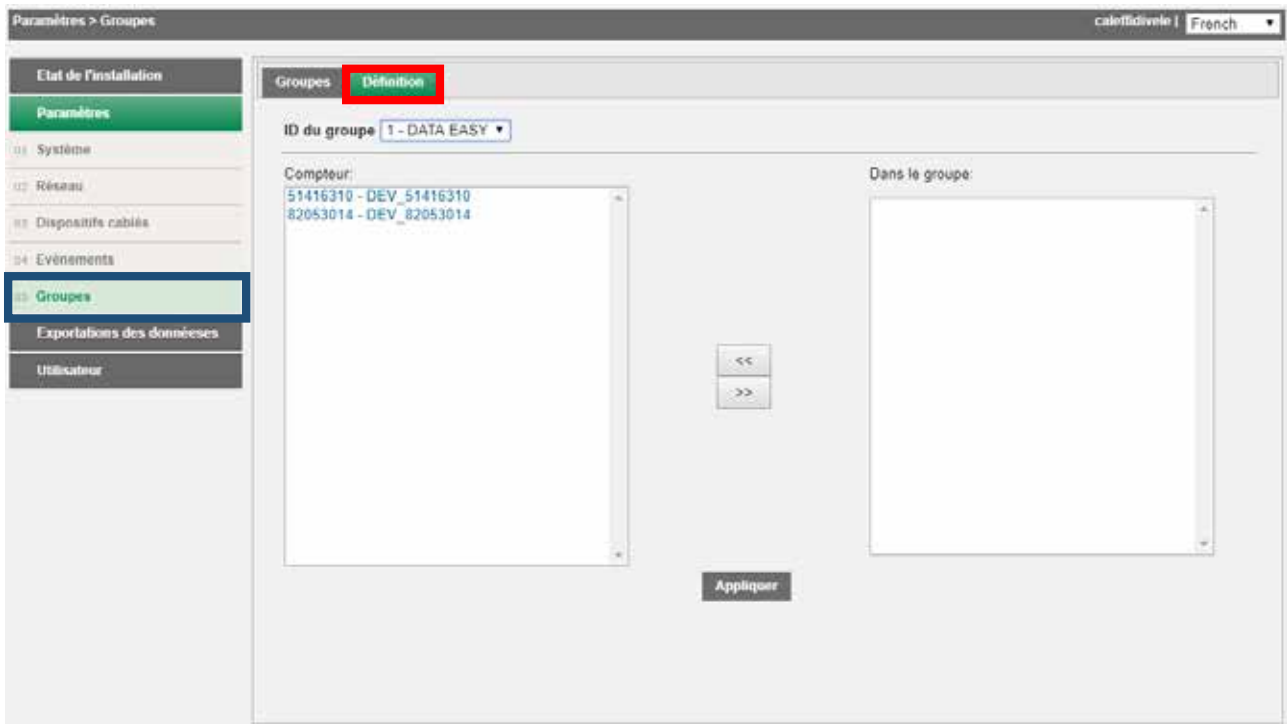 Paramètres > Groupes
caleffidivele | French
Etat de l'installation
Paramètres
01 Système
02 Réseau
03 Dispositifs cablés
04 Evénements
05 Groupes
Exportations des donnéeses
Utilisateur
Groupes Définition
ID du groupe 1 - DATA EASY
Compteur:
51416310 - DEV_51416310
82053014 - DEV_82053014
<<
>>
Dans le groupe:
Appliquer